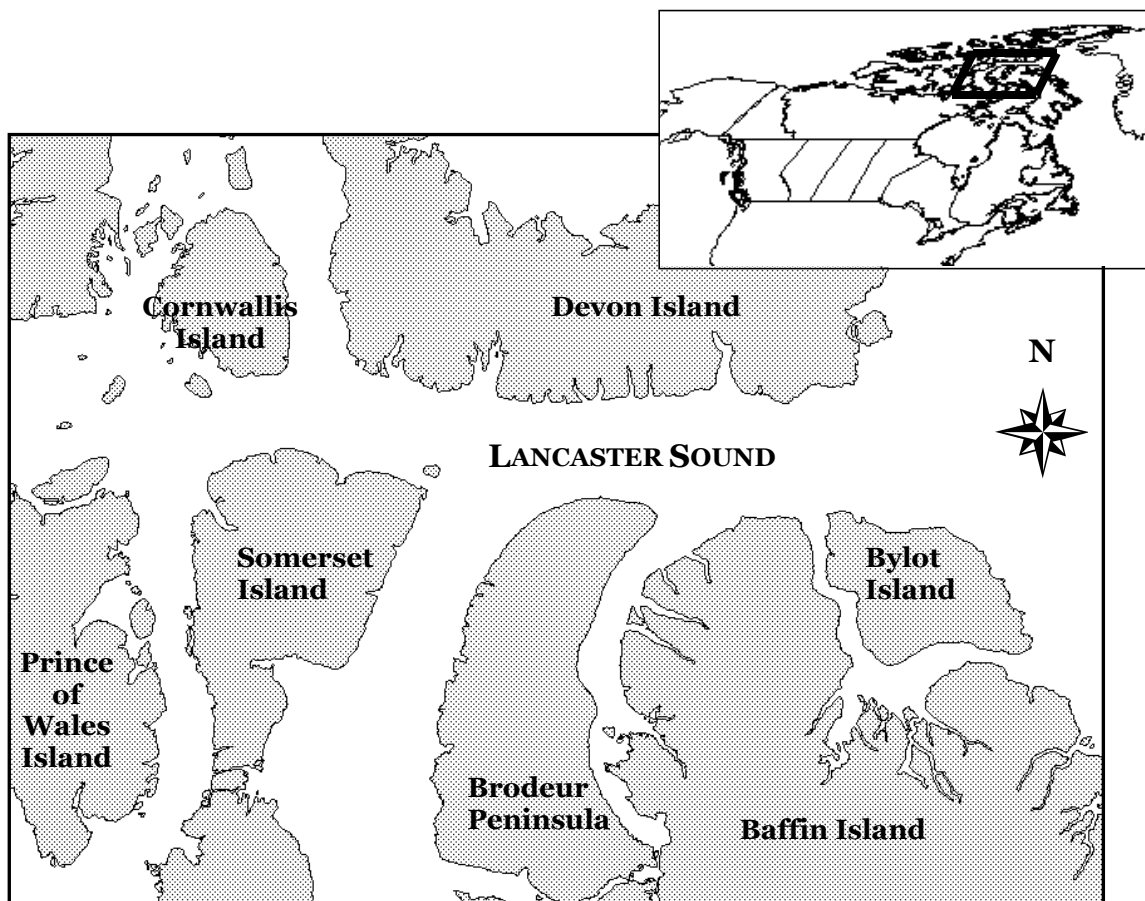 Cornwallis
Island
Devon Island
N
LANCASTER SOUND
Somerset
Island
Bylot
Island
Prince
of
Wales
Island
Brodeur
Peninsula
Baffin Island